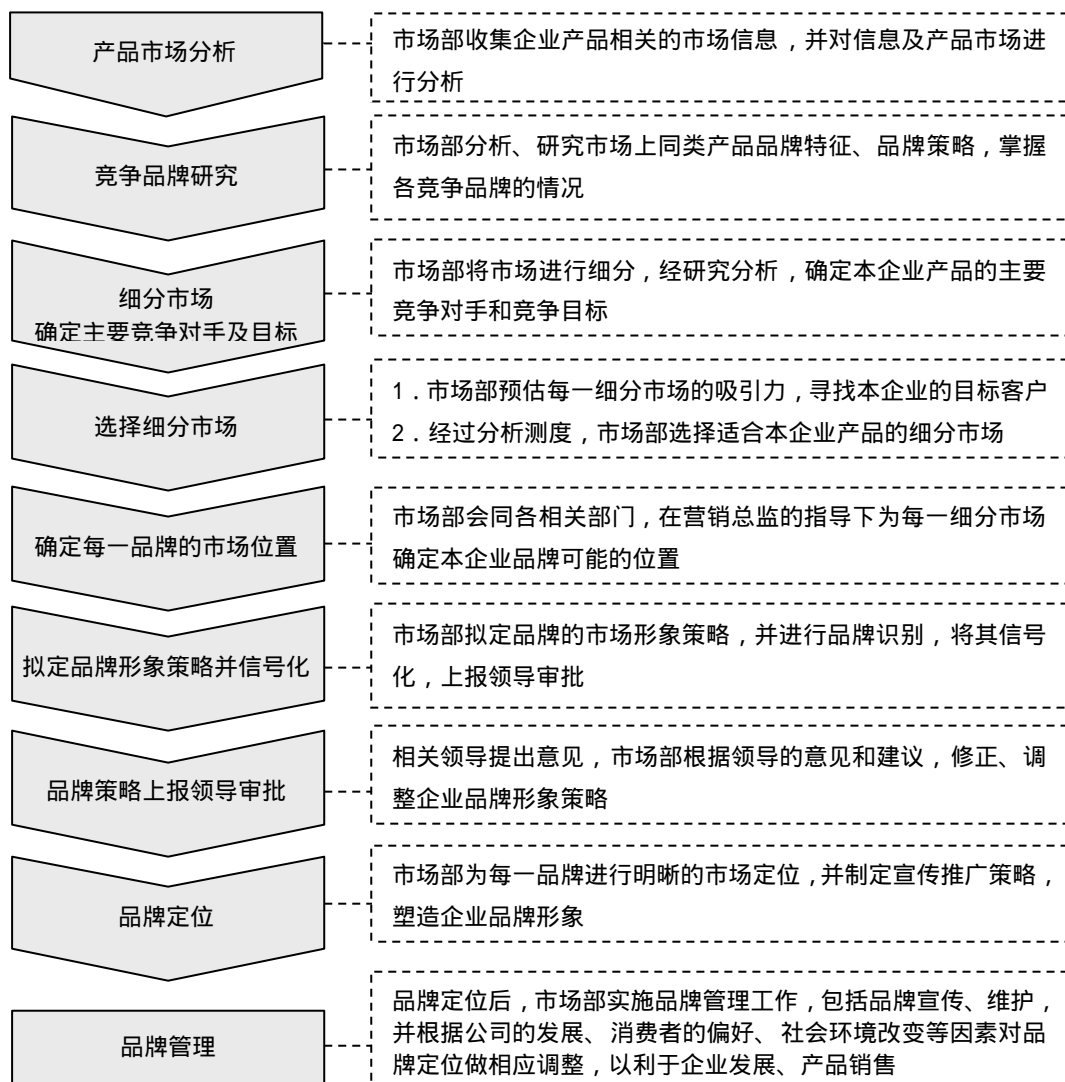 产品市场分析
市场部收集企业产品相关的市场信息，并对信息及产品市场进
行分析
竞争品牌研究
市场部分析、研究市场上同类产品品牌特征、品牌策略，掌握
各竞争品牌的情况
细分市场
确定主要竞争对手及目标
市场部将市场进行细分，经研究分析，确定本企业产品的主要
竞争对手和竞争目标
选择细分市场
1．市场部预估每一细分市场的吸引力，寻找本企业的目标客户
2．经过分析测度，市场部选择适合本企业产品的细分市场
确定每一品牌的市场位置
市场部会同各相关部门，在营销总监的指导下为每一细分市场
确定本企业品牌可能的位置
拟定品牌形象策略并信号化
市场部拟定品牌的市场形象策略，并进行品牌识别，将其信号
化，上报领导审批
品牌策略上报领导审批
相关领导提出意见，市场部根据领导的意见和建议，修正、调
整企业品牌形象策略
品牌定位
市场部为每一品牌进行明晰的市场定位，并制定宣传推广策略，
塑造企业品牌形象
品牌管理
品牌定位后，市场部实施品牌管理工作，包括品牌宣传、维护，
并根据公司的发展、消费者的偏好、社会环境改变等因素对品
牌定位做相应调整，以利于企业发展、产品销售